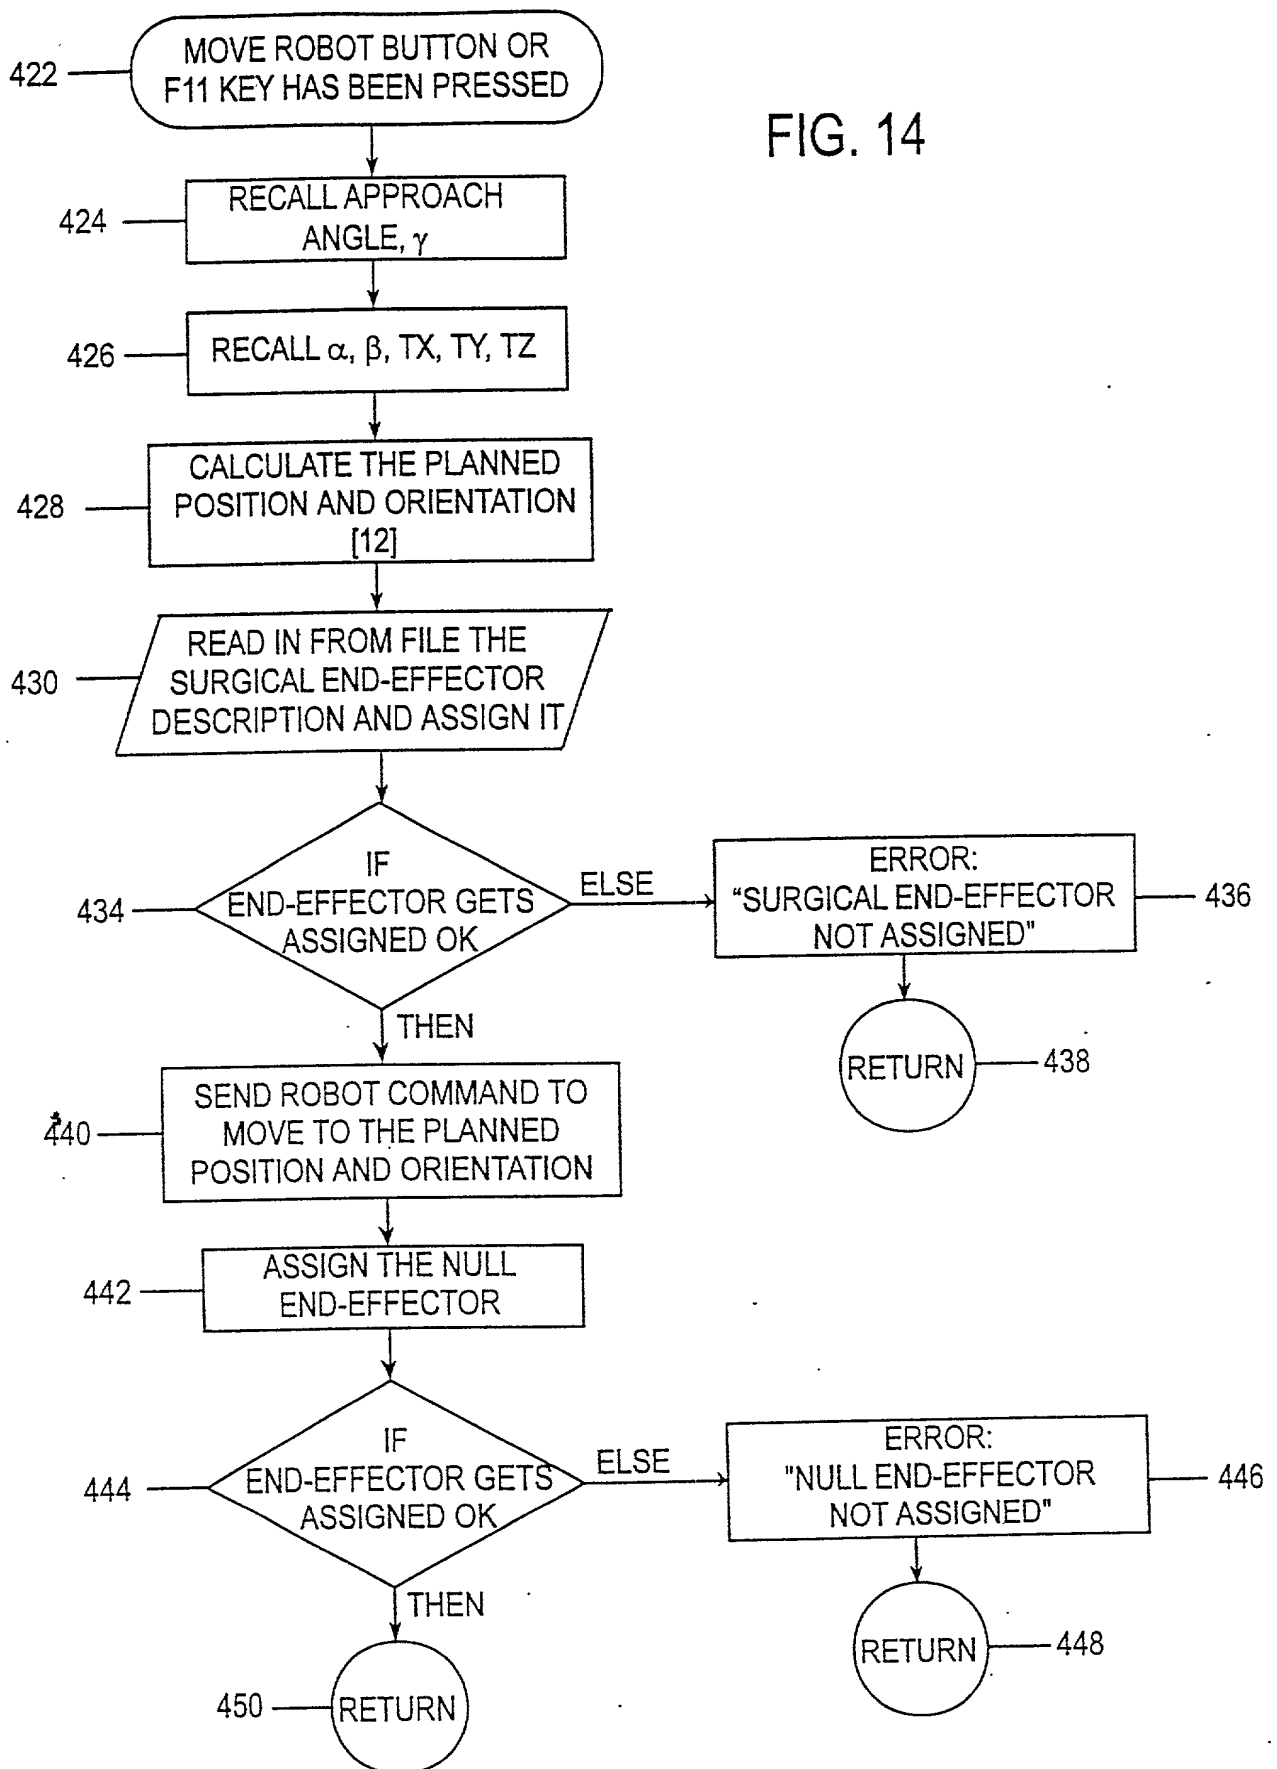 MOVE ROBOT BUTTON OR
F11 KEY HAS BEEN PRESSED
422
FIG. 14
RECALL APPROACH
ANGLE, γ
424
RECALL α, β, TX, TY, TZ
426
CALCULATE THE PLANNED
POSITION AND ORIENTATION
[12]
428
READ IN FROM FILE THE
SURGICAL END-EFFECTOR
DESCRIPTION AND ASSIGN IT
430
IF
END-EFFECTOR GETS
ASSIGNED OK
434
ELSE
ERROR:
“SURGICAL END-EFFECTOR
NOT ASSIGNED"
436
RETURN
438
THEN
SEND ROBOT COMMAND TO
MOVE TO THE PLANNED
POSITION AND ORIENTATION
440
ASSIGN THE NULL
END-EFFECTOR
442
IF
END-EFFECTOR GETS
ASSIGNED OK
444
ELSE
ERROR:
"NULL END-EFFECTOR
NOT ASSIGNED"
446
RETURN
448
THEN
RETURN
450